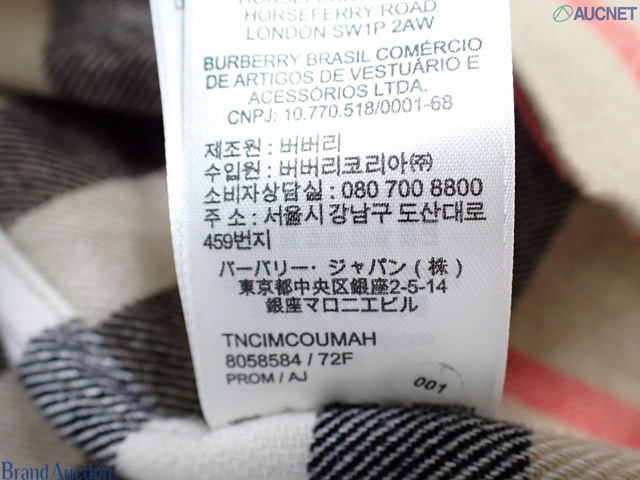 HORSEFERRY ROAD
LONDON SW1P 2AW
BURBERRY BRASIL COMÉRCIO
DE ARTIGOS DE VESTUÁRIO E
ACESSÓRIOS LTDA.
CNPJ: 10.770.518/0001-68
제조원 : 버버리
수입원 : 버버리코리아㈜
소비자상담실 : 080 700 8800
주 소 : 서울시 강남구 도산대로
459번지
バーバリー・ジャパン(株)
東京都中央区銀座2-5-14
銀座マロニエビル
TNCIMCOUMAH
8058584 / 72F
PROM / AJ
001
AUCNET
Brand Auction